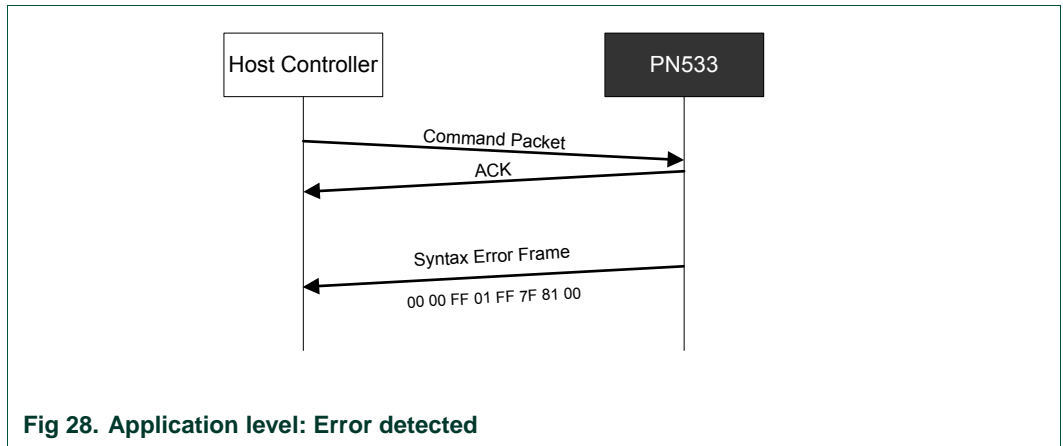 Host Controller
PN533
Command Packet
ACK
Syntax Error Frame
00 00 FF 01 FF 7F 81 00
Fig 28. Application level: Error detected